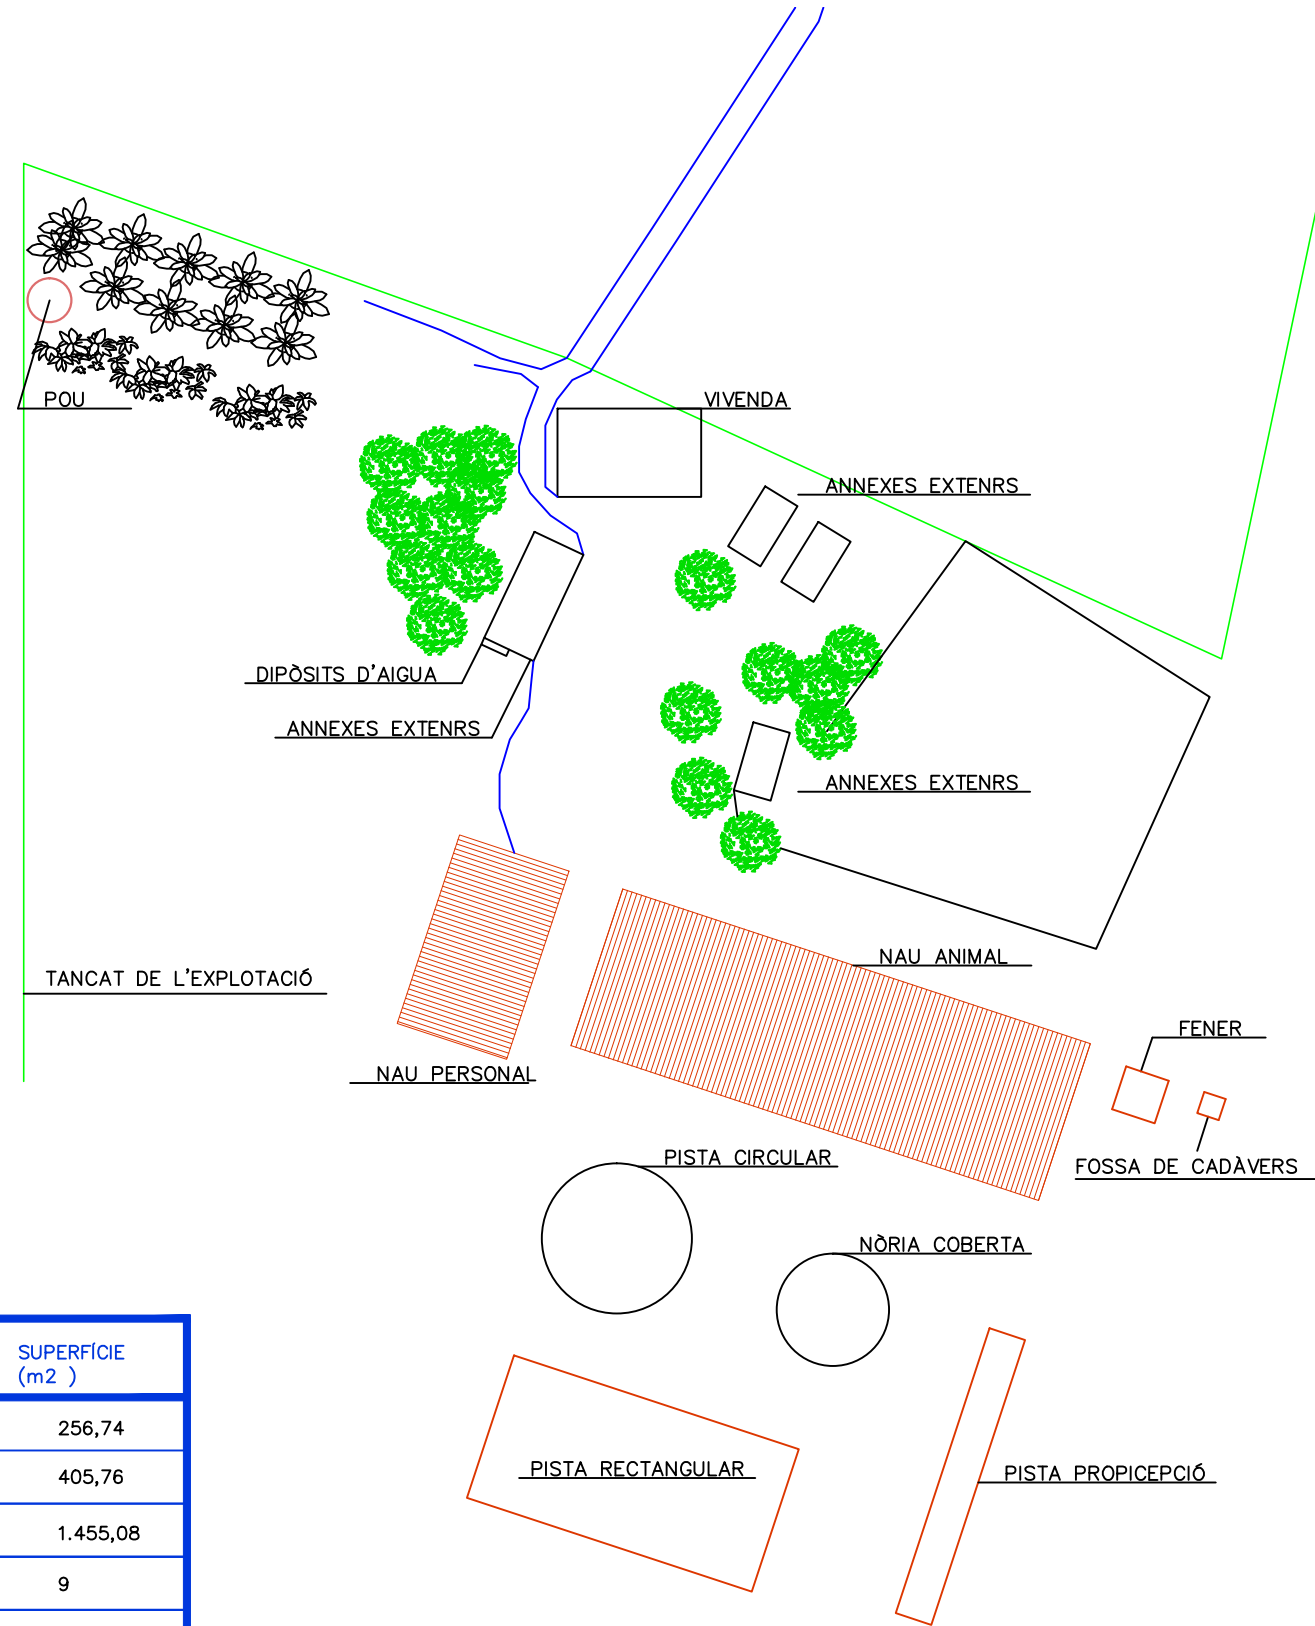 POU
VIVENDA
ANNEXES EXTENRS
DIPÒSITS D'AIGUA
ANNEXES EXTENRS
ANNEXES EXTENRS
NAU ANIMAL
TANCAT DE L'EXPLOTACIÓ
FENER
NAU PERSONAL
PISTA CIRCULAR
FOSSA DE CADÀVERS
NÒRIA COBERTA
PISTA RECTANGULAR
PISTA PROPICEPCIÓ
SUPERFÍCIE
(m2 )
256,74
405,76
1.455,08
9